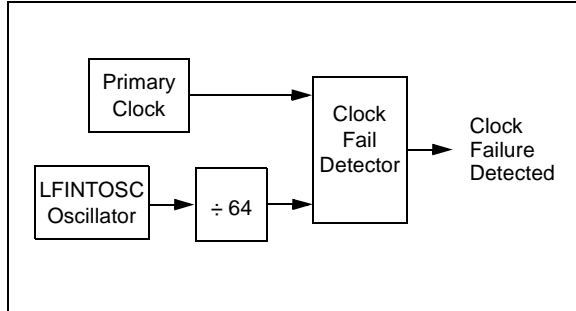 Primary
Clock
Clock
Fail
Detector
Clock
Failure
Detected
LFINTOSC
Oscillator
÷ 64